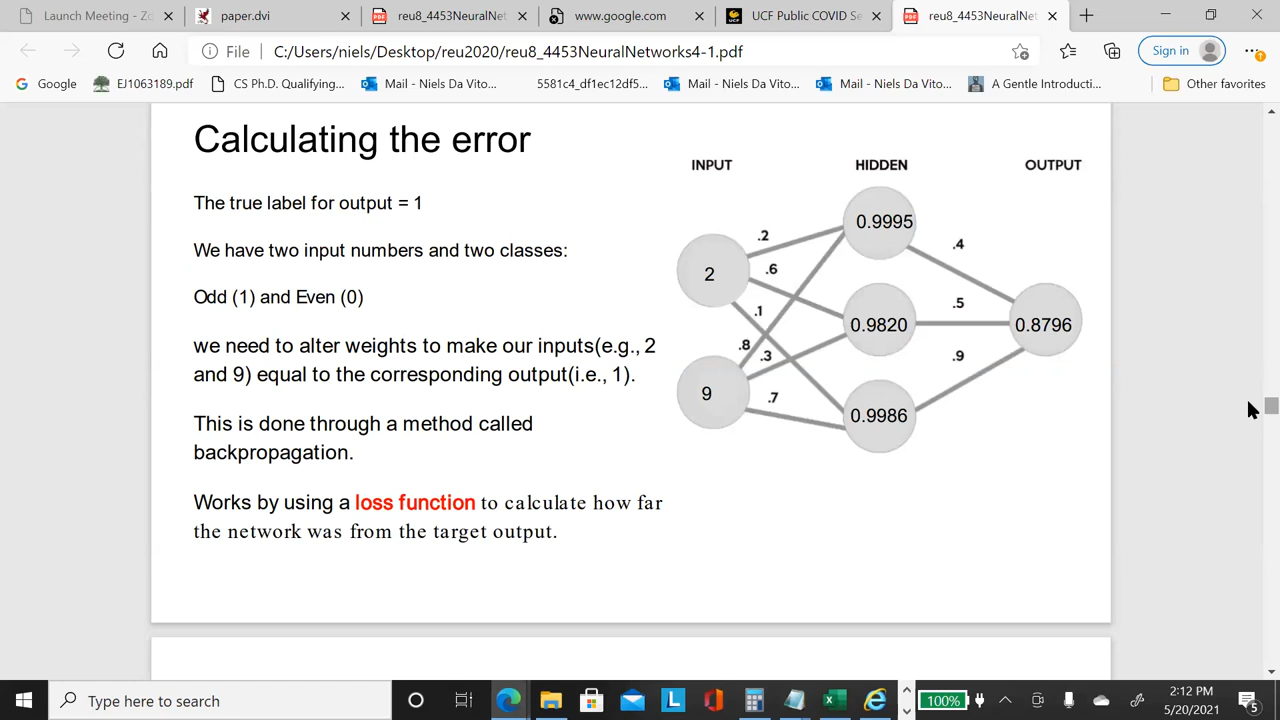 Launch Meeting - Zo
paper.dvi
reu8_4453NeuralNet
www.google.com
UCF Public COVID Se
reu8_4453NeuralNet
File
C:/Users/niels/Desktop/reu2020/reu8_4453NeuralNetworks4-1.pdf
Sign in
Google
EJ1063189.pdf
CS Ph.D. Qualifying...
Mail - Niels Da Vito...
5581c4_df1ec12df5...
Mail - Niels Da Vito...
Mail - Niels Da Vito...
A Gentle Introducti...
Other favorites
Calculating the error
The true label for output = 1
We have two input numbers and two classes:
Odd (1) and Even (0)
we need to alter weights to make our inputs(e.g., 2
and 9) equal to the corresponding output(i.e., 1).
This is done through a method called
backpropagation.
Works by using a loss function to calculate how far
the network was from the target output.
INPUT
HIDDEN
OUTPUT
2
9
.2
.6
.1
.8
.3
.7
0.9995
0.9820
0.9986
.4
.5
.9
0.8796
Type here to search
100%
2:12 PM
5/20/2021
5